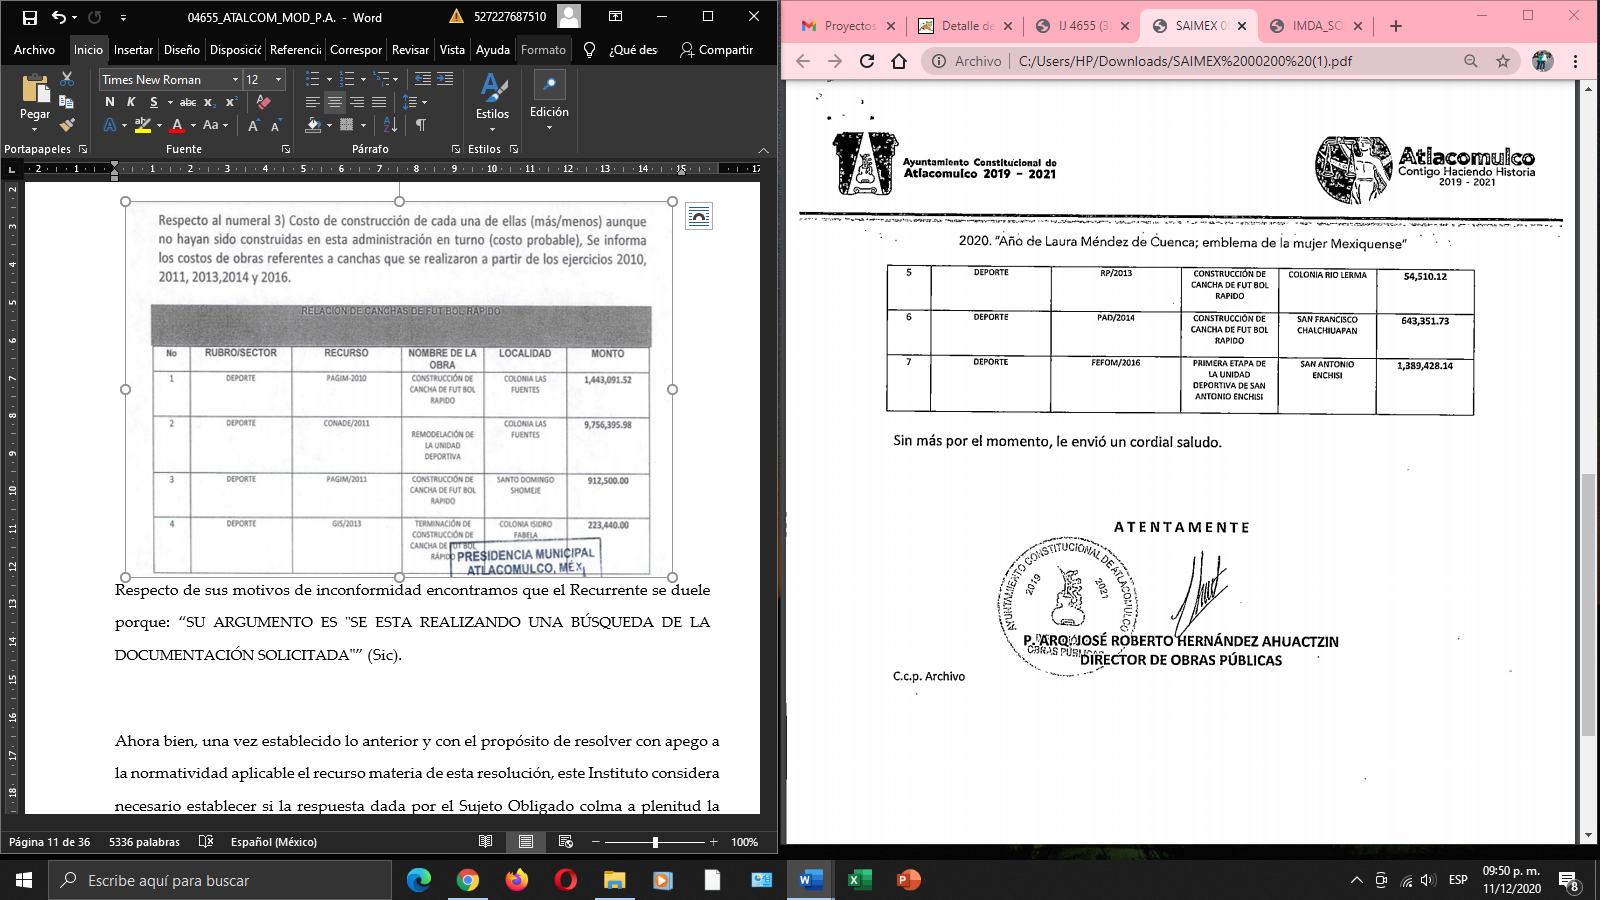 04655_ATALCOM_MOD_P.A. - Word
527227687510
Archivo Inicio Insertar Diseño Disposició Referencia Correspor Revisar Vista Ayuda Formato ¿Qué des Compartir
Times New Roman 12
Pegar
N K S abc x₂ x²
A ab A Aa A A
Estilos
Edición
Portapapeles Fuente Párrafo Estilos
Respecto al numeral 3) Costo de construcción de cada una de ellas (más/menos) aunque
no hayan sido construidas en esta administración en turno (costo probable), Se informa
los costos de obras referentes a canchas que se realizaron a partir de los ejercicios 2010,
2011, 2013,2014 y 2016.
RELACION DE CANCHAS DE FUT BOL RAPIDO
No RUBRO/SECTOR RECURSO NOMBRE DE LA OBRA LOCALIDAD MONTO
1 DEPORTE PAGIM-2010 CONSTRUCCIÓN DE CANCHA DE FUT BOL RAPIDO COLONIA LAS FUENTES 1,443,091.52
2 DEPORTE CONADE/2011 REMODELACIÓN DE LA UNIDAD DEPORTIVA COLONIA LAS FUENTES 9,756,395.98
3 DEPORTE PAGIM/2011 CONSTRUCCIÓN DE CANCHA DE FUT BOL RAPIDO SANTO DOMINGO SHOMEJE 912,500.00
4 DEPORTE GIS/2013 TERMINACIÓN DE CONSTRUCCIÓN DE CANCHA DE FUT BOL RÁPIDO COLONIA ISIDRO FABELA 223,440.00
PRESIDENCIA MUNICIPAL
ATLACOMULCO, MÉX
Respecto de sus motivos de inconformidad encontramos que el Recurrente se duele
porque: “SU ARGUMENTO ES "SE ESTA REALIZANDO UNA BÚSQUEDA DE LA
DOCUMENTACIÓN SOLICITADA"” (Sic).
Ahora bien, una vez establecido lo anterior y con el propósito de resolver con apego a
la normatividad aplicable el recurso materia de esta resolución, este Instituto considera
necesario establecer si la respuesta dada por el Sujeto Obligado colma a plenitud la
Página 11 de 36 5336 palabras Español (México) 100%
Proyectos Detalle de IJ 4655 (3) SAIMEX 0 IMDA_SO
Archivo C:/Users/HP/Downloads/SAIMEX%2000200%20(1).pdf
Ayuntamiento Constitucional de
Atlacomulco 2019 - 2021
Atlacomulco
Contigo Haciendo Historia
2019 - 2021
2020. “Año de Laura Méndez de Cuenca; emblema de la mujer Mexiquense”
5 DEPORTE RP/2013 CONSTRUCCIÓN DE CANCHA DE FUT BOL RAPIDO COLONIA RIO LERMA 54,510.12
6 DEPORTE PAD/2014 CONSTRUCCIÓN DE CANCHA DE FUT BOL RAPIDO SAN FRANCISCO CHALCHIUAPAN 643,351.73
7 DEPORTE FEFOM/2016 PRIMERA ETAPA DE LA UNIDAD DEPORTIVA DE SAN ANTONIO ENCHISI SAN ANTONIO ENCHISI 1,389,428.14
Sin más por el momento, le envió un cordial saludo.
ATENTAMENTE
AYUNTAMIENTO CONSTITUCIONAL DE ATLACOMULCO
2019 2021
OBRAS PÚBLICAS
P. ARQ. JOSÉ ROBERTO HERNÁNDEZ AHUACTZIN
DIRECTOR DE OBRAS PÚBLICAS
C.c.p. Archivo
Escribe aquí para buscar
ESP
09:50 p. m.
11/12/2020
8